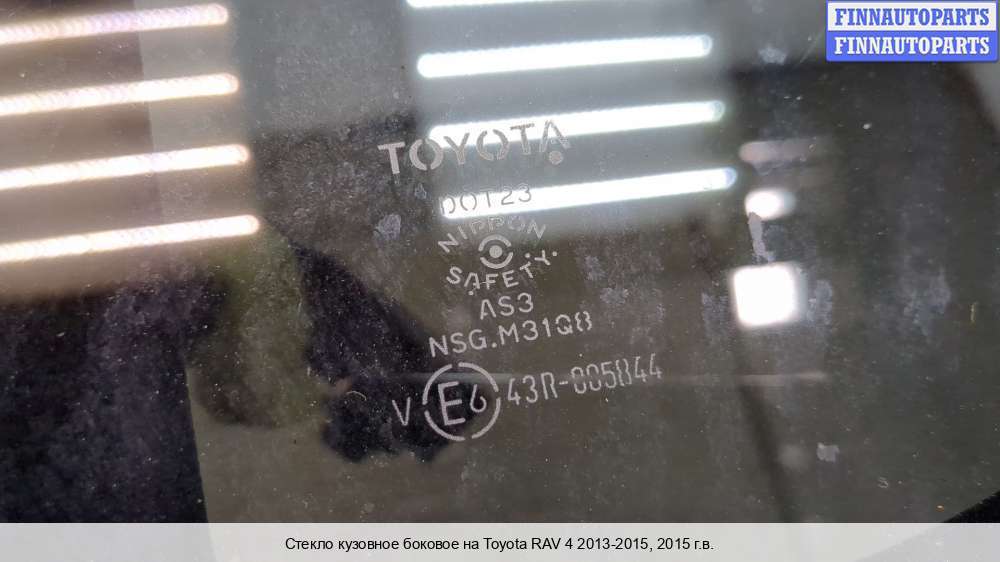 FINNAUTOPARTS
FINNAUTOPARTS
TOYOTA
DOT23
NIPPON
SAFETY
AS3
NSG.M31Q8
V E6 43R-005844
Стекло кузовное боковое на Toyota RAV 4 2013-2015, 2015 г.в.